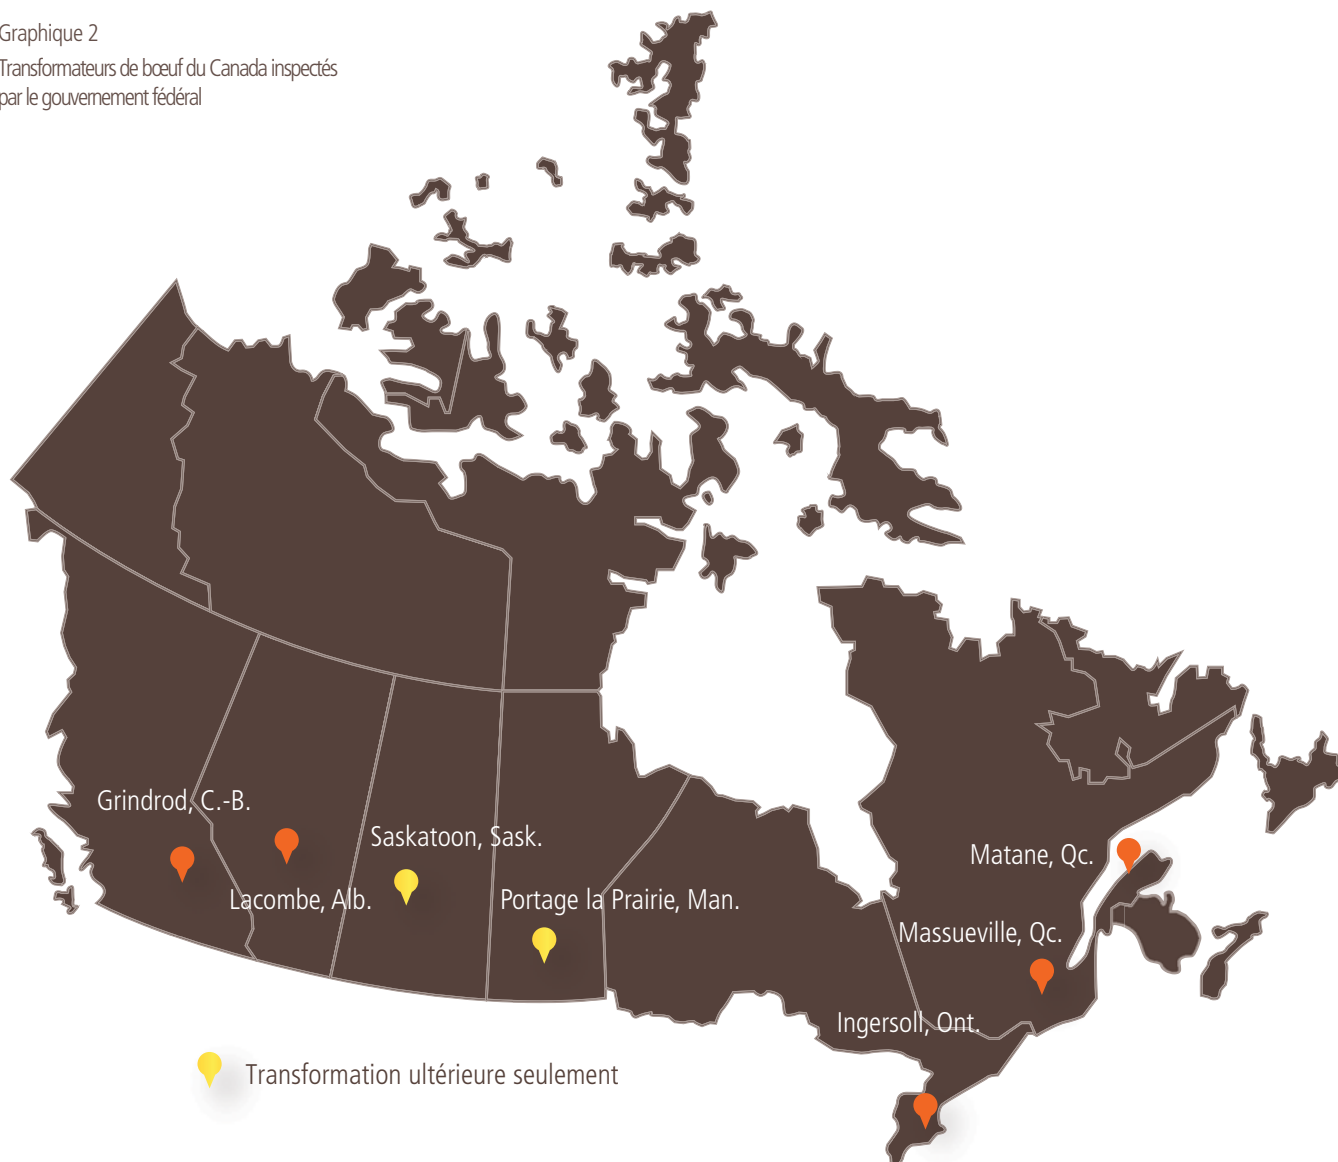 Graphique 2
Transformateurs de bœuf du Canada inspectés
par le gouvernement fédéral
Grindrod, C.-B.
Saskatoon, Sask.
Lacombe, Alb.
Portage la Prairie, Man.
Matane, Qc.
Massueville, Qc.
Ingersoll, Ont.
Transformation ultérieure seulement